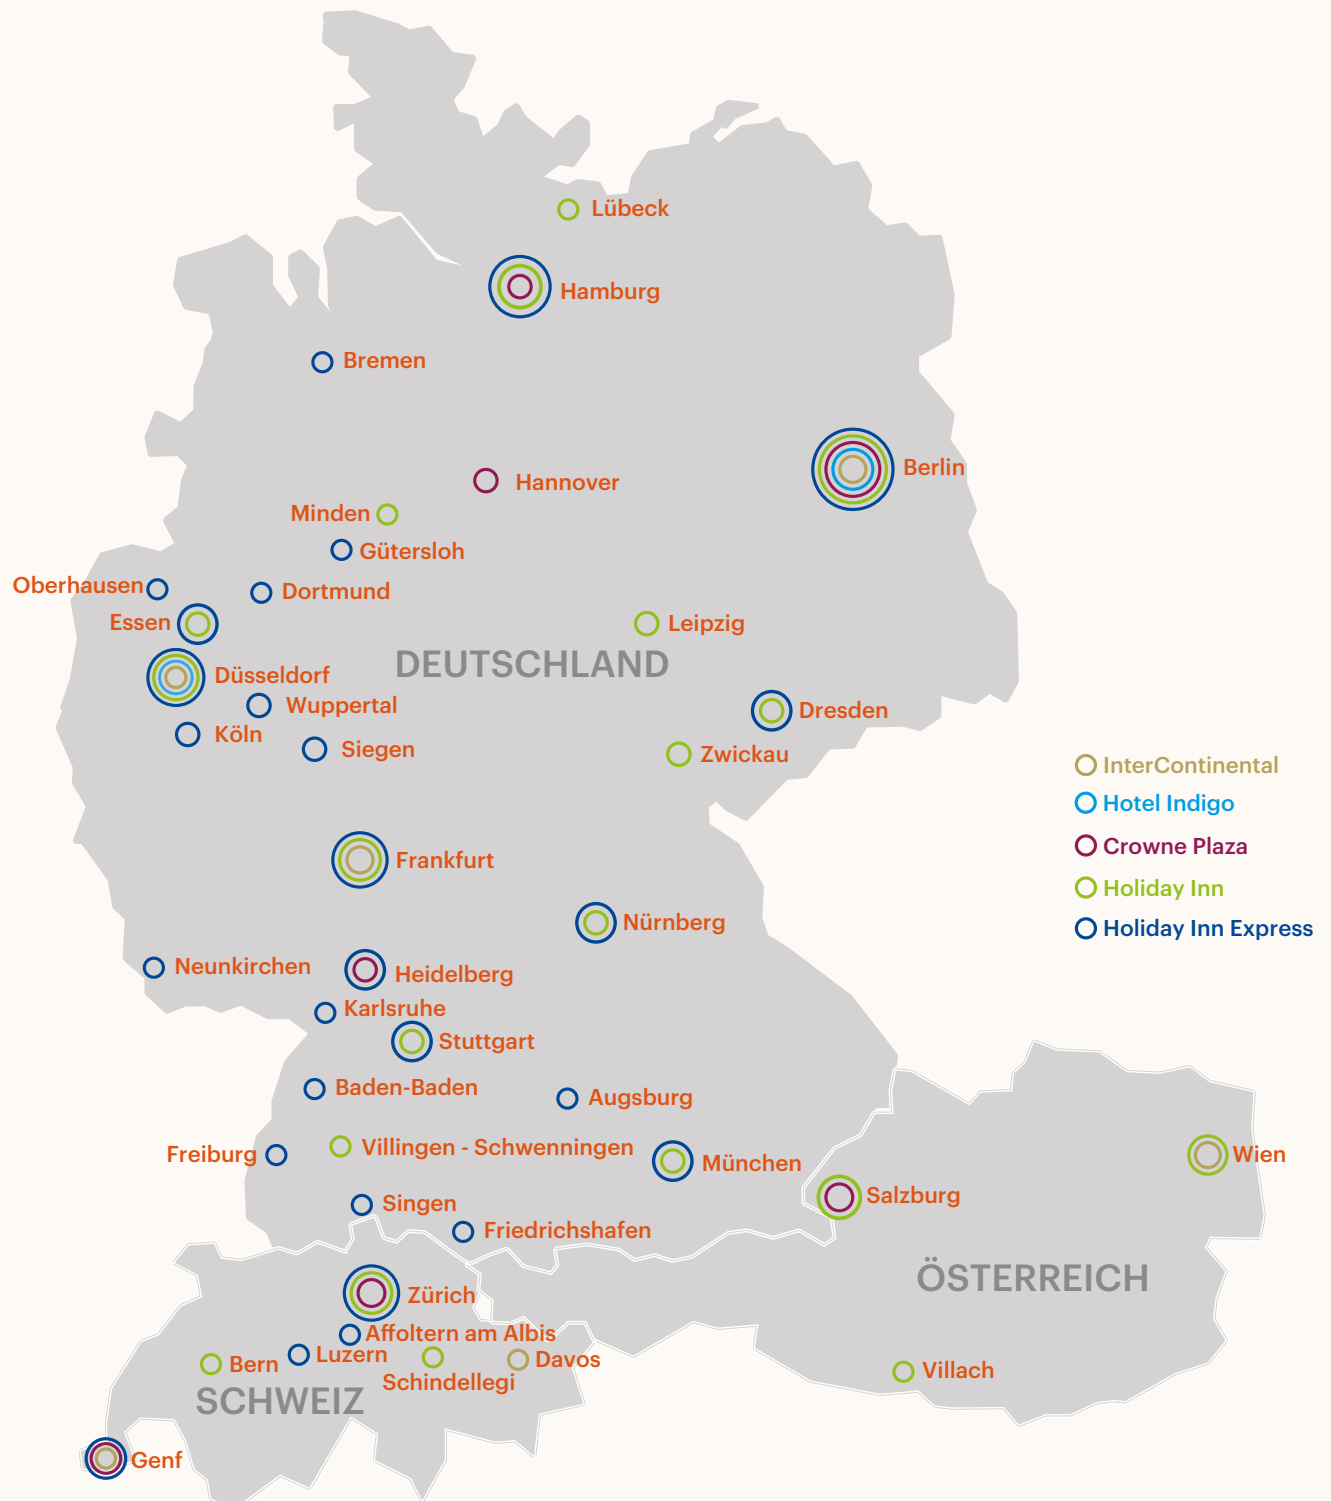 Lübeck
Hamburg
Bremen
Berlin
Hannover
Minden
Gütersloh
Oberhausen
Dortmund
Essen
Leipzig
DEUTSCHLAND
Düsseldorf
Wuppertal
Dresden
Köln
Siegen
Zwickau
InterContinental
Hotel Indigo
Crowne Plaza
Holiday Inn
Holiday Inn Express
Frankfurt
Nürnberg
Neunkirchen
Heidelberg
Karlsruhe
Stuttgart
Baden-Baden
Augsburg
Freiburg
Villingen - Schwenningen
München
Wien
Salzburg
Singen
Friedrichshafen
ÖSTERREICH
Zürich
Affoltern am Albis
Luzern
Bern
Davos
Schindellegi
Villach
SCHWEIZ
Genf